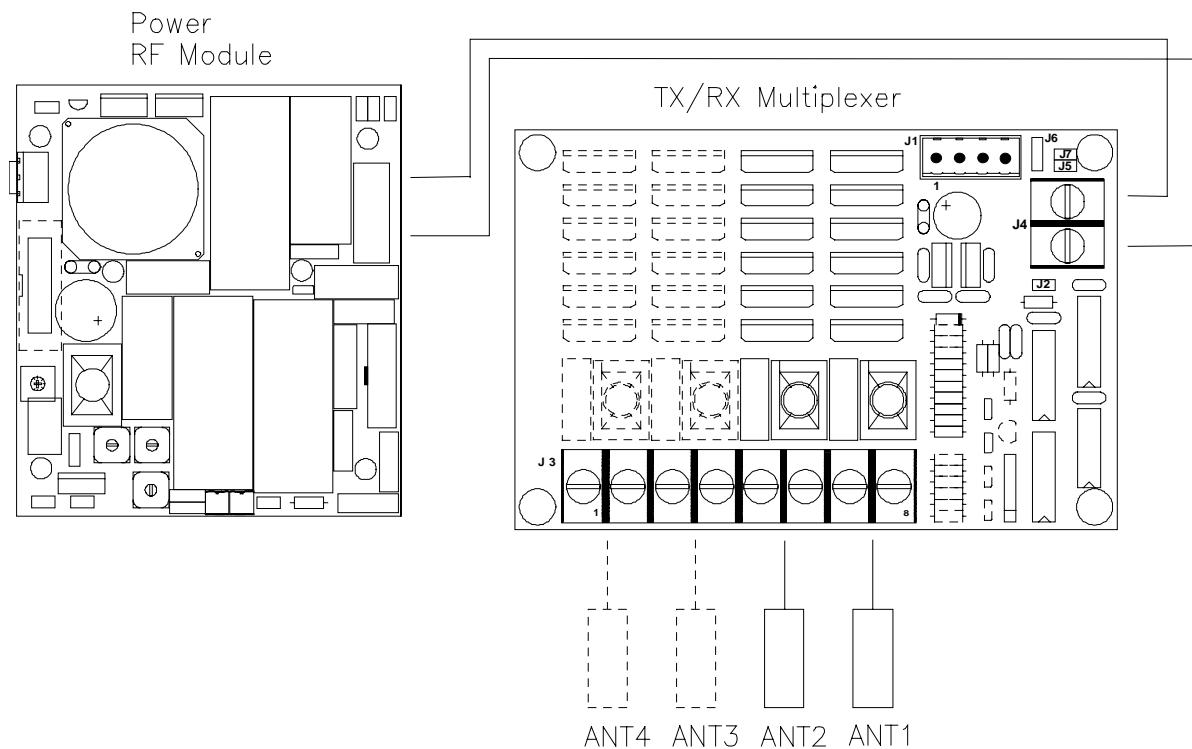 Power
RF Module
TX/RX Multiplexer
J1
J6
J7
J5
1
J4
J2
J3
1
8
ANT4
ANT3
ANT2
ANT1